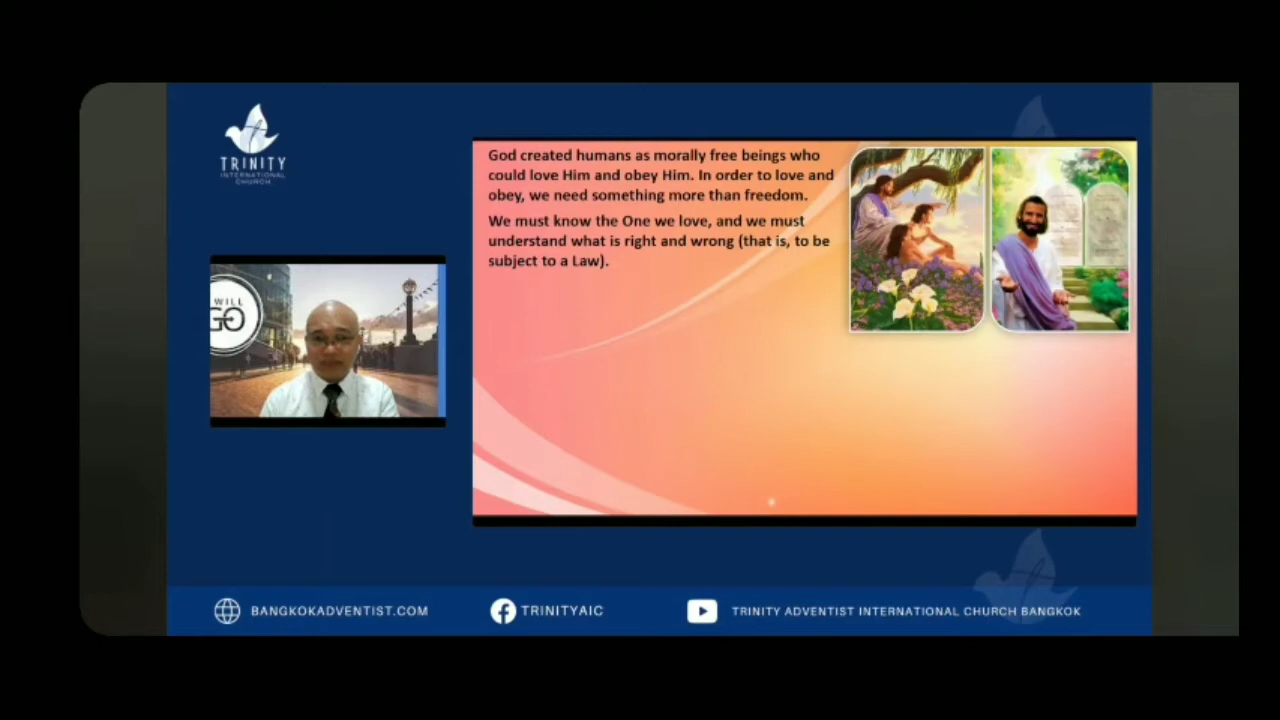 TRINITY
INTERNATIONAL
CHURCH
God created humans as morally free beings who
could love Him and obey Him. In order to love and
obey, we need something more than freedom.
We must know the One we love, and we must
understand what is right and wrong (that is, to be
subject to a Law).
WILL
GO
BANGKOKADVENTIST.COM
TRINITYAIC
TRINITY ADVENTIST INTERNATIONAL CHURCH BANGKOK